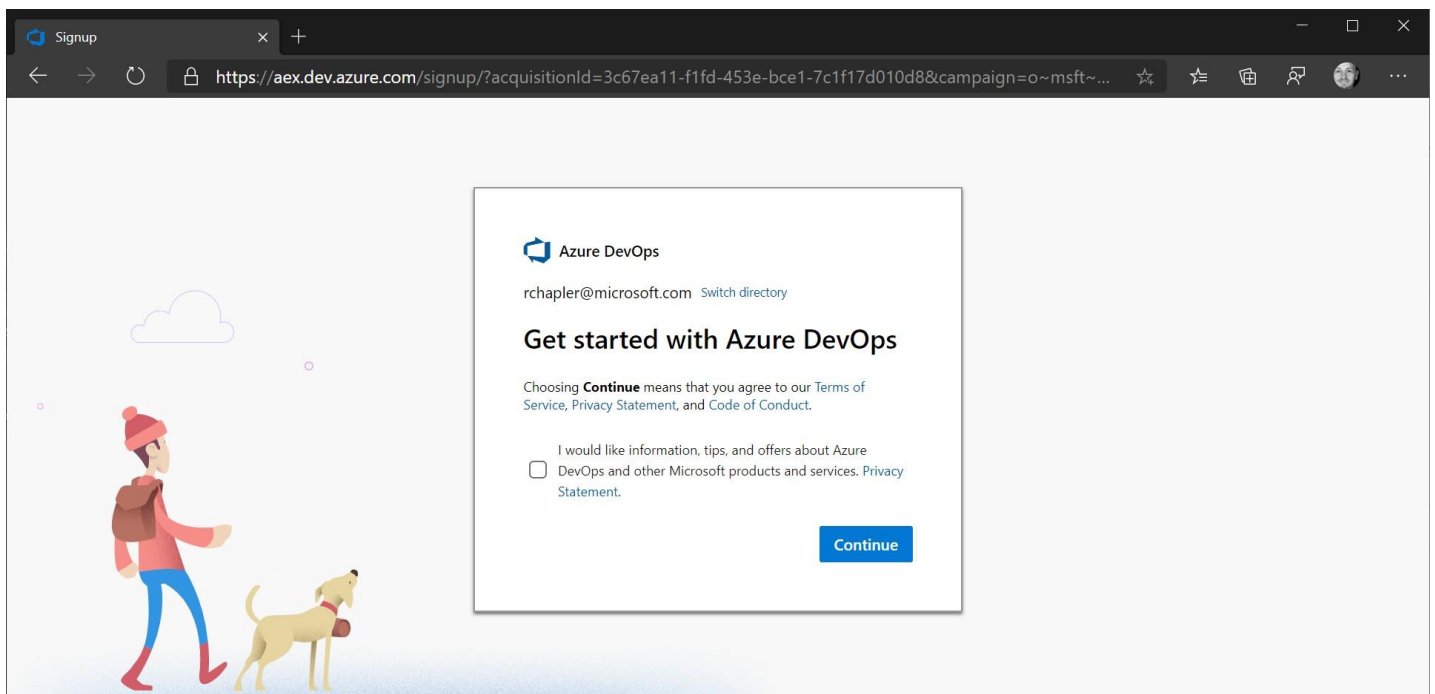 Signup
https://aex.dev.azure.com/signup/?acquisitionId=3c67ea11-f1fd-453e-bce1-7c1f17d010d8&campaign=o~msft~...
Azure DevOps
rchapler@microsoft.com Switch directory
Get started with Azure DevOps
Choosing Continue means that you agree to our Terms of
Service, Privacy Statement, and Code of Conduct.
I would like information, tips, and offers about Azure
DevOps and other Microsoft products and services. Privacy
Statement.
Continue